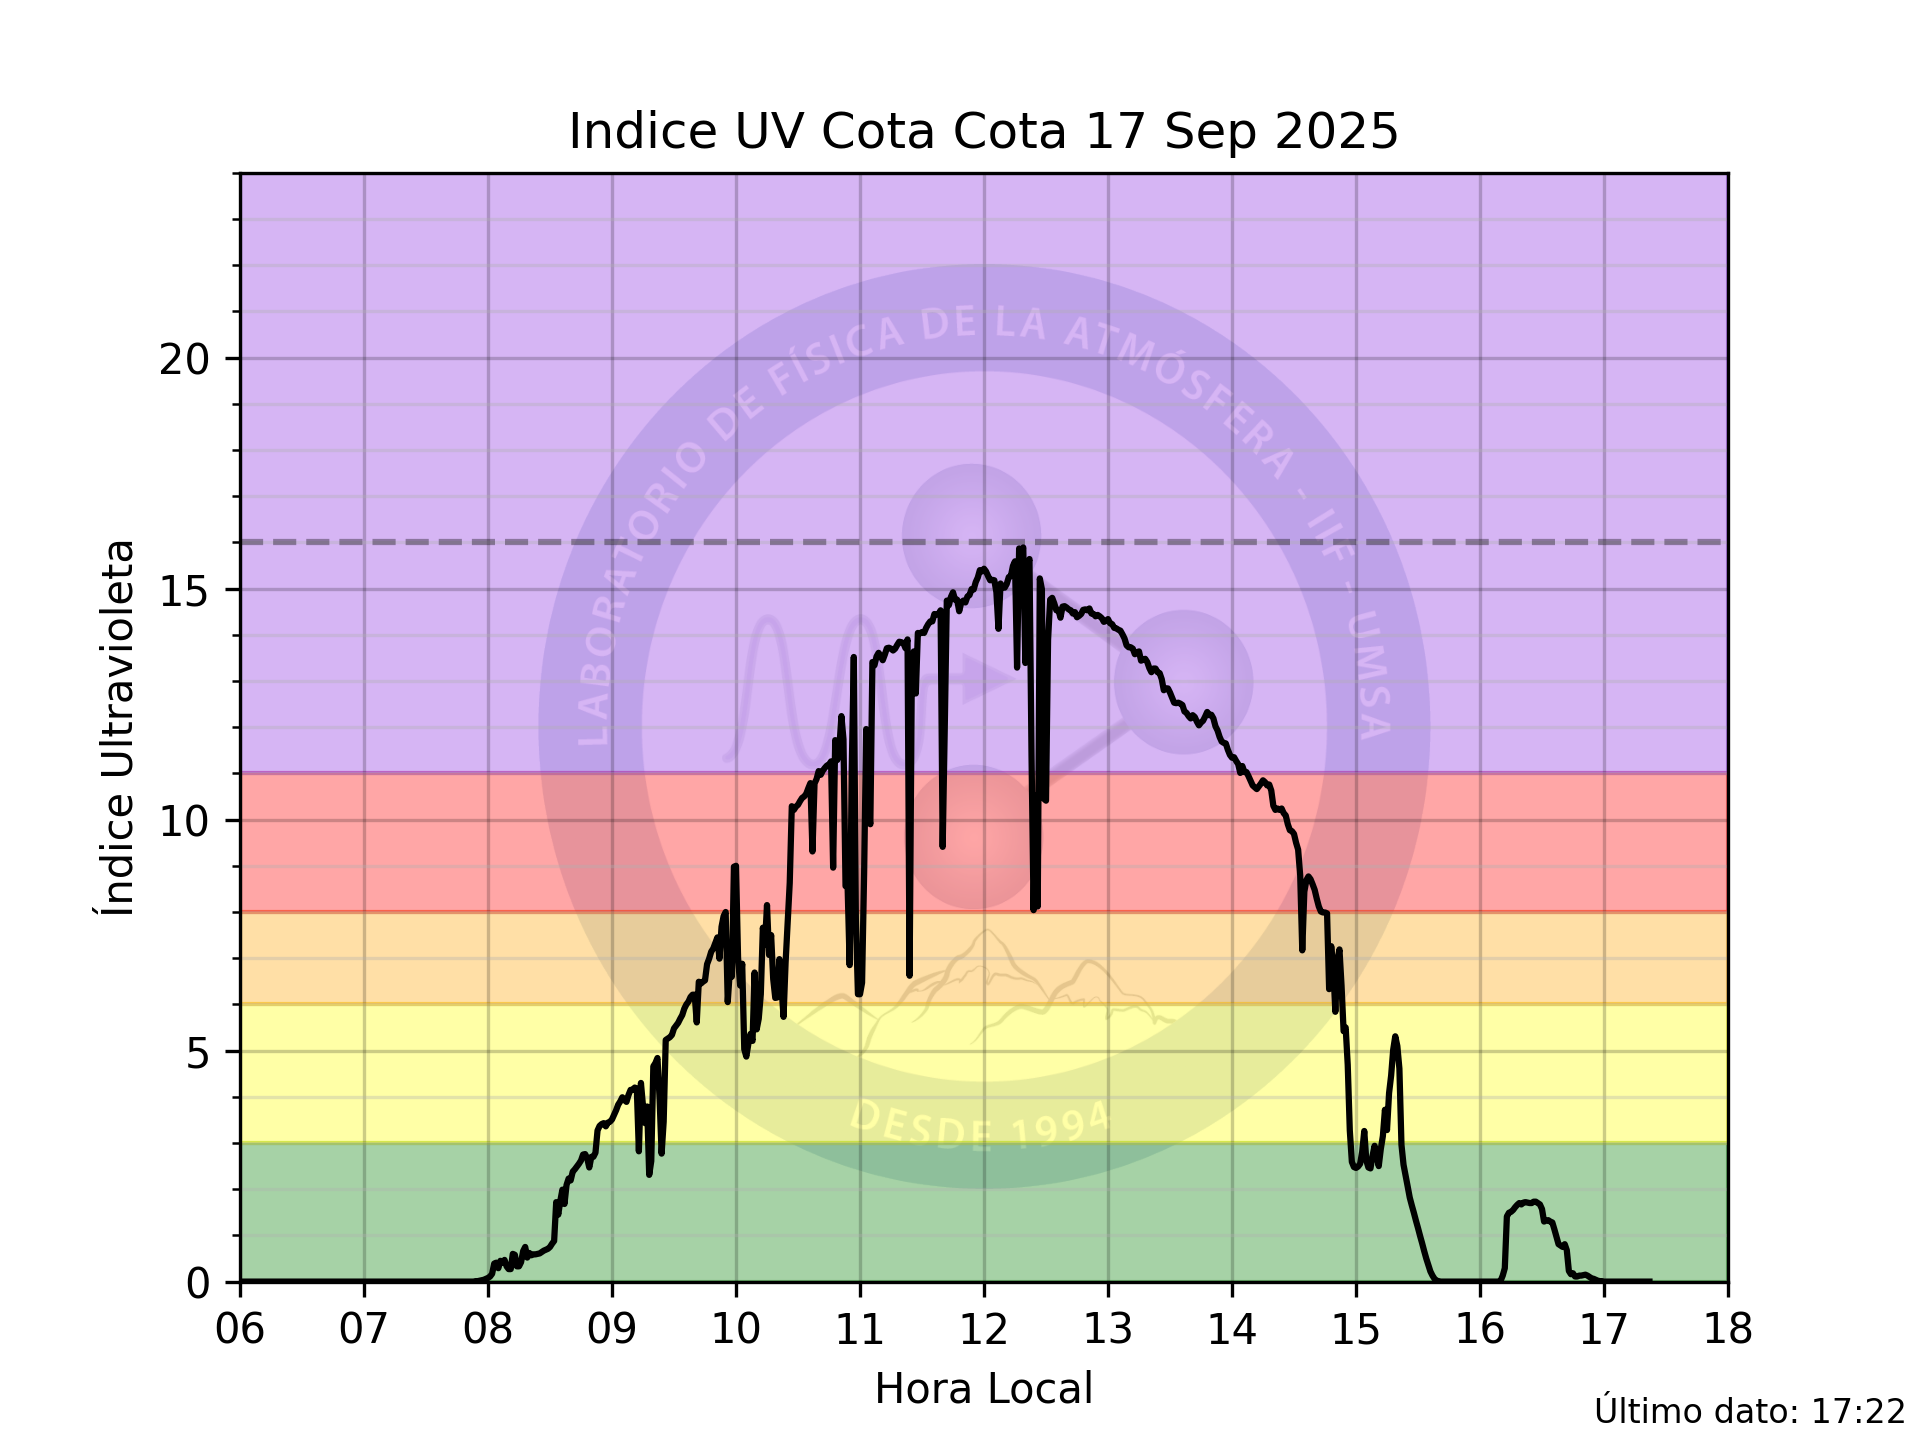 Indice UV Cota Cota 17 Sep 2025
LABORATORIO DE FÍSICA DE LA ATMÓSFERA - IIF - UMSA
DESDE 1994
Índice Ultravioleta
20
15
10
5
0
06 07 08 09 10 11 12 13 14 15 16 17 18
Hora Local
Último dato: 17:22